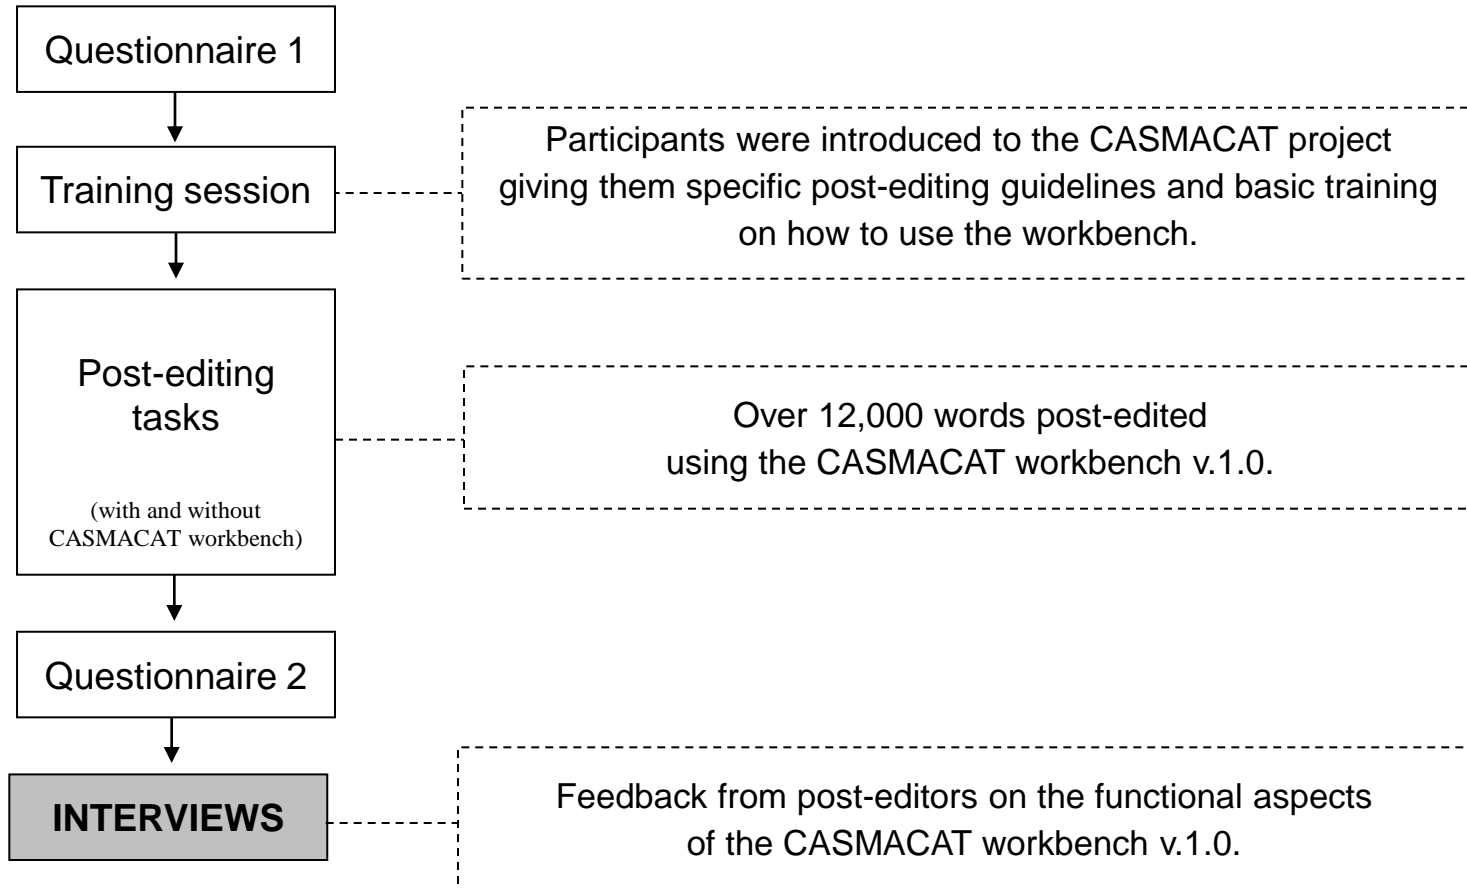 Questionnaire 1
Training session
Participants were introduced to the CASMACAT project
giving them specific post-editing guidelines and basic training
on how to use the workbench.
Post-editing
tasks
(with and without
CASMACAT workbench)
Over 12,000 words post-edited
using the CASMACAT workbench v.1.0.
Questionnaire 2
INTERVIEWS
Feedback from post-editors on the functional aspects
of the CASMACAT workbench v.1.0.